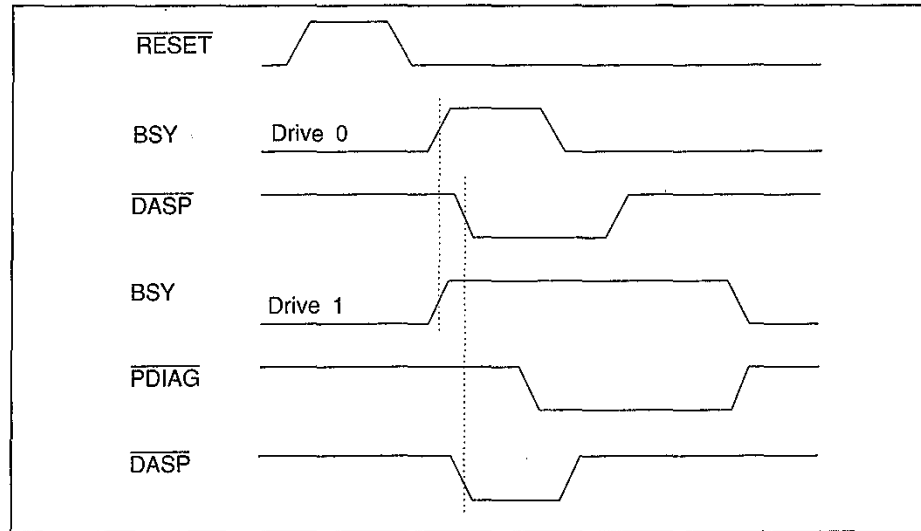 RESET
BSY Drive 0
DASP
BSY Drive 1
PDIAG
DASP